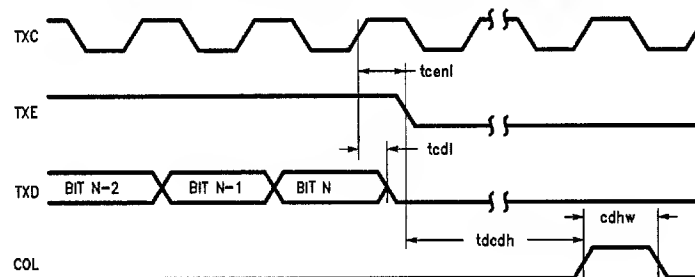 TXC
tcenl
TXE
tcdl
TXD BIT N-2 BIT N-1 BIT N
cdhw
tdcdh
COL